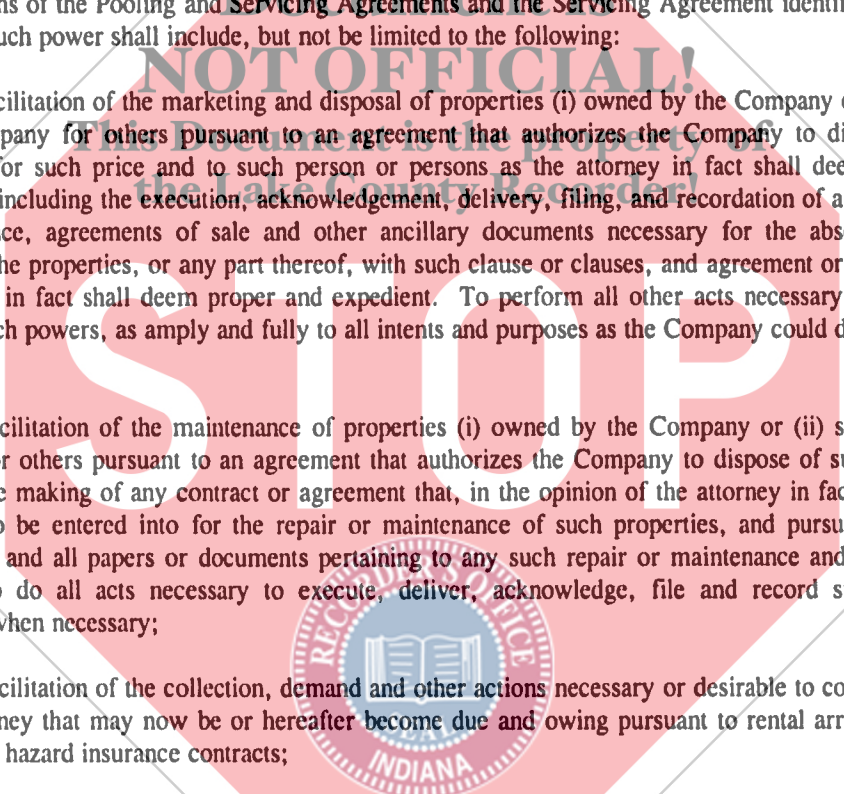 ns of the Pooling and Servicing Agreements and the Servicing Agreement identifi
uch power shall include, but not be limited to the following:
Document is
NOT OFFICIAL!
This Document is the property of
the Lake County Recorder!
cilitation of the marketing and disposal of properties (i) owned by the Company o
pany for others pursuant to an agreement that authorizes the Company to di
for such price and to such person or persons as the attorney in fact shall dee
including the execution, acknowledgement, delivery, filing, and recordation of a
ce, agreements of sale and other ancillary documents necessary for the abs
he properties, or any part thereof, with such clause or clauses, and agreement or
in fact shall deem proper and expedient. To perform all other acts necessary
ch powers, as amply and fully to all intents and purposes as the Company could d
STOP
cilitation of the maintenance of properties (i) owned by the Company or (ii) s
r others pursuant to an agreement that authorizes the Company to dispose of su
e making of any contract or agreement that, in the opinion of the attorney in fac
o be entered into for the repair or maintenance of such properties, and pursu
and all papers or documents pertaining to any such repair or maintenance and
o do all acts necessary to execute, deliver, acknowledge, file and record s
when necessary;
cilitation of the collection, demand and other actions necessary or desirable to co
ney that may now be or hereafter become due and owing pursuant to rental arr
hazard insurance contracts;
RECORDER'S OFFICE
SEAL
INDIANA